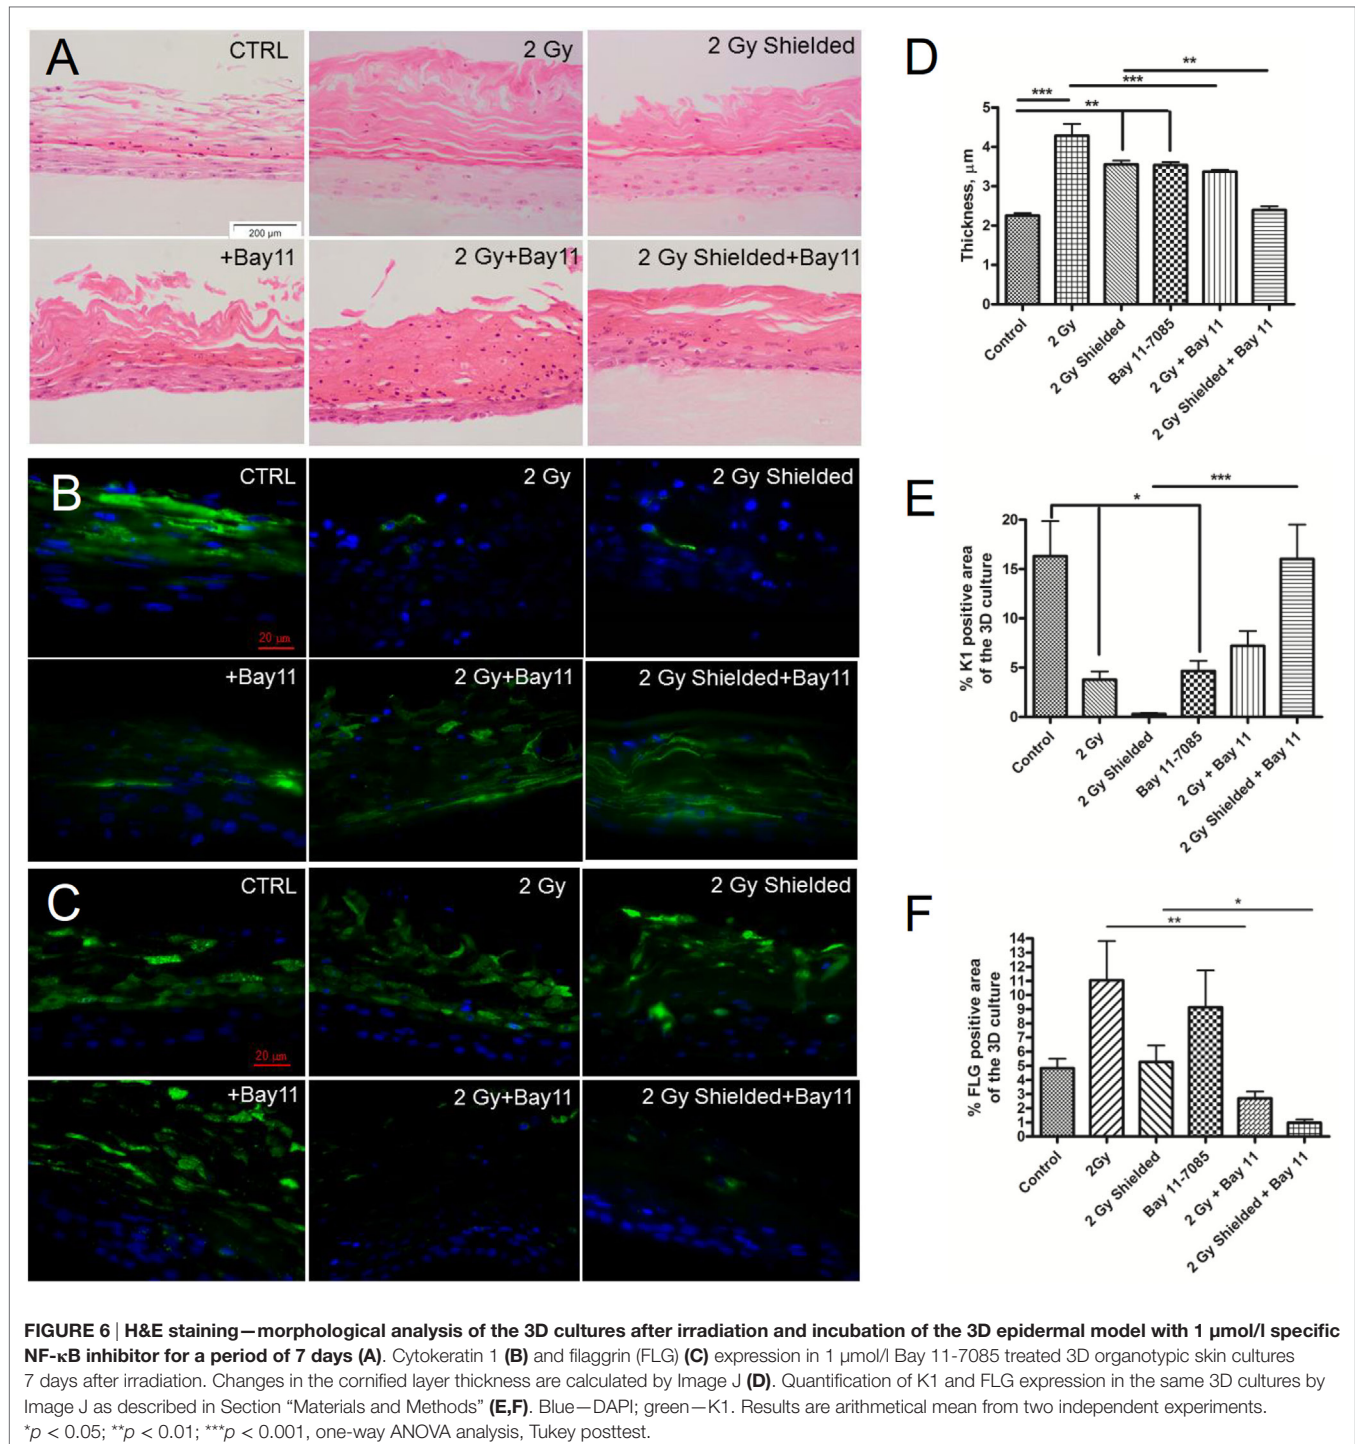 A
CTRL
2 Gy
2 Gy Shielded
200 µm
+Bay11
2 Gy+Bay11
2 Gy Shielded+Bay11
B
CTRL
2 Gy
2 Gy Shielded
20 µm
+Bay11
2 Gy+Bay11
2 Gy Shielded+Bay11
C
CTRL
2 Gy
2 Gy Shielded
20 µm
+Bay11
2 Gy+Bay11
2 Gy Shielded+Bay11
D
**
***
***
**
Thickness, µm
5
4
3
2
1
0
Control
2 Gy
2 Gy Shielded
Bay 11-7085
2 Gy + Bay 11
2 Gy Shielded + Bay 11
E
***
*
% K1 positive area
of the 3D culture
20
15
10
5
0
Control
2 Gy
2 Gy Shielded
Bay 11-7085
2 Gy + Bay 11
2 Gy Shielded + Bay 11
F
*
**
% FLG positive area
of the 3D culture
14
13
12
11
10
9
8
7
6
5
4
3
2
1
0
Control
2Gy
2 Gy Shielded
Bay 11-7085
2 Gy + Bay 11
2 Gy Shielded + Bay 11
FIGURE 6 | H&E staining—morphological analysis of the 3D cultures after irradiation and incubation of the 3D epidermal model with 1 µmol/l specific
NF-κB inhibitor for a period of 7 days (A). Cytokeratin 1 (B) and filaggrin (FLG) (C) expression in 1 µmol/l Bay 11-7085 treated 3D organotypic skin cultures
7 days after irradiation. Changes in the cornified layer thickness are calculated by Image J (D). Quantification of K1 and FLG expression in the same 3D cultures by
Image J as described in Section “Materials and Methods” (E,F). Blue—DAPI; green—K1. Results are arithmetical mean from two independent experiments.
*p < 0.05; **p < 0.01; ***p < 0.001, one-way ANOVA analysis, Tukey posttest.